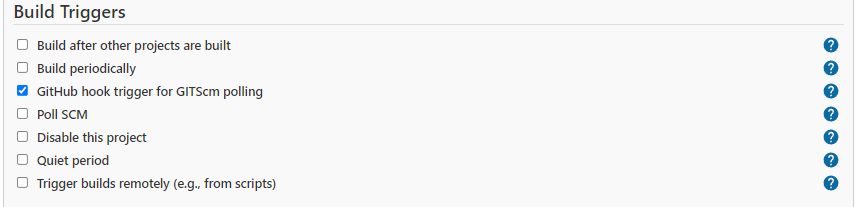 Build Triggers
Build after other projects are built
Build periodically
GitHub hook trigger for GITScm polling
Poll SCM
Disable this project
Quiet period
Trigger builds remotely (e.g., from scripts)